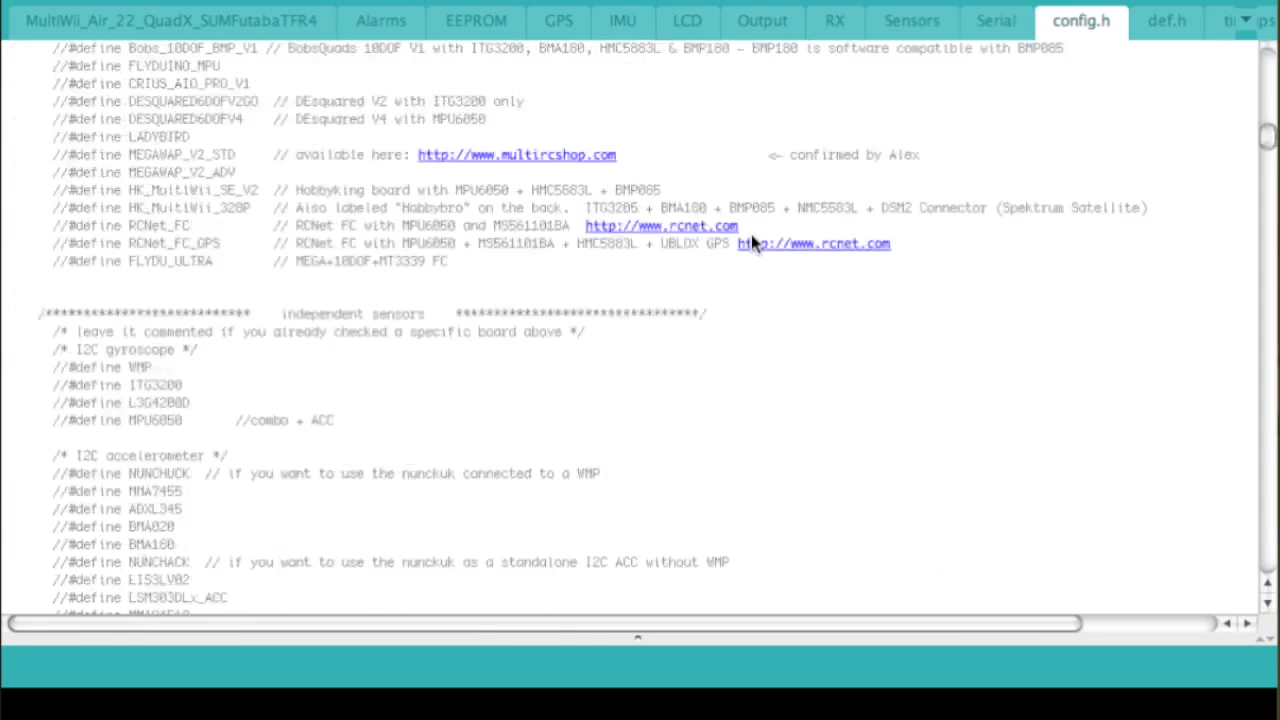 MultiWii_Air_22_QuadX_SUMFutabaTFR4 Alarms EEPROM GPS IMU LCD Output RX Sensors Serial config.h def.h
//#define Bobs_10DOF_BMP_V1 // BobsQuads 10DOF V1 with ITG3200, BMA180, HMC5883L & BMP180 - BMP180 is software compatible with BMP085
//#define FLYDUINO_MPU
//#define CRIUS_AIO_PRO_V1
//#define DESQUARED6DOFV2GO // DEsquared V2 with ITG3200 only
//#define DESQUARED6DOFV4 // DEsquared V4 with MPU6050
//#define LADYBIRD
//#define MEGAWAP_V2_STD // available here: http://www.multircshop.com <- confirmed by Alex
//#define MEGAWAP_V2_ADV
//#define HK_MultiWii_SE_V2 // Hobbyking board with MPU6050 + HMC5883L + BMP085
//#define HK_MultiWii_328P // Also labeled "Hobbybro" on the back. ITG3205 + BMA180 + BMP085 + NMC5583L + DSM2 Connector (Spektrum Satellite)
//#define RCNet_FC // RCNet FC with MPU6050 and MS561101BA http://www.rcnet.com
//#define RCNet_FC_GPS // RCNet FC with MPU6050 + MS561101BA + HMC5883L + UBLOX GPS http://www.rcnet.com
//#define FLYDU_ULTRA // MEGA+10DOF+MT3339 FC
/*************************** independent sensors ********************************/
/* leave it commented if you already checked a specific board above */
/* I2C gyroscope */
//#define WMP
//#define ITG3200
//#define L3G4200D
//#define MPU6050 //combo + ACC
/* I2C accelerometer */
//#define NUNCHUCK // if you want to use the nunckuk connected to a WMP
//#define MMA7455
//#define ADXL345
//#define BMA020
//#define BMA180
//#define NUNCHACK // if you want to use the nunckuk as a standalone I2C ACC without WMP
//#define LIS3LV02
//#define LSM303DLx_ACC